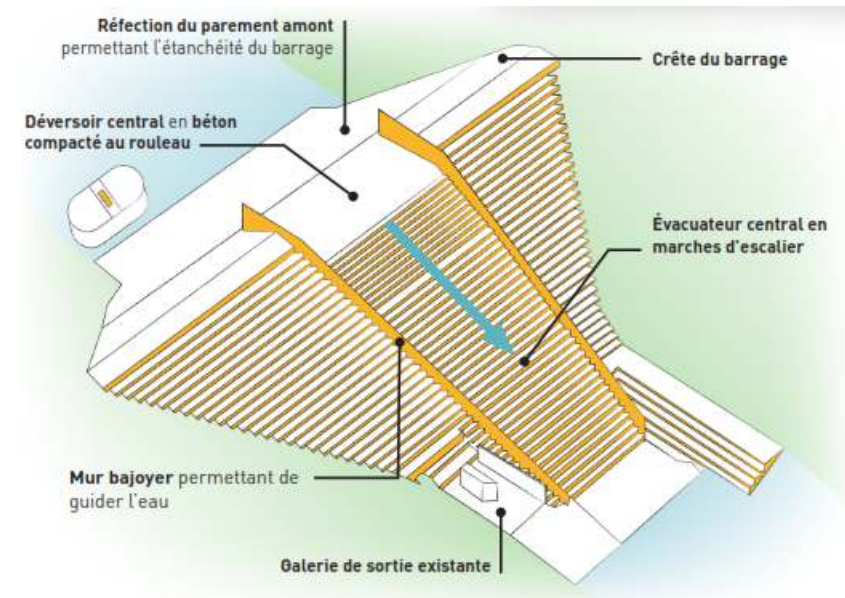 Réfection du parement amont
permettant l'étanchéité du barrage
Crête du barrage
Déversoir central en béton
compacté au rouleau
Évacuateur central en
marches d'escalier
Mur bajoyer permettant de
guider l'eau
Galerie de sortie existante